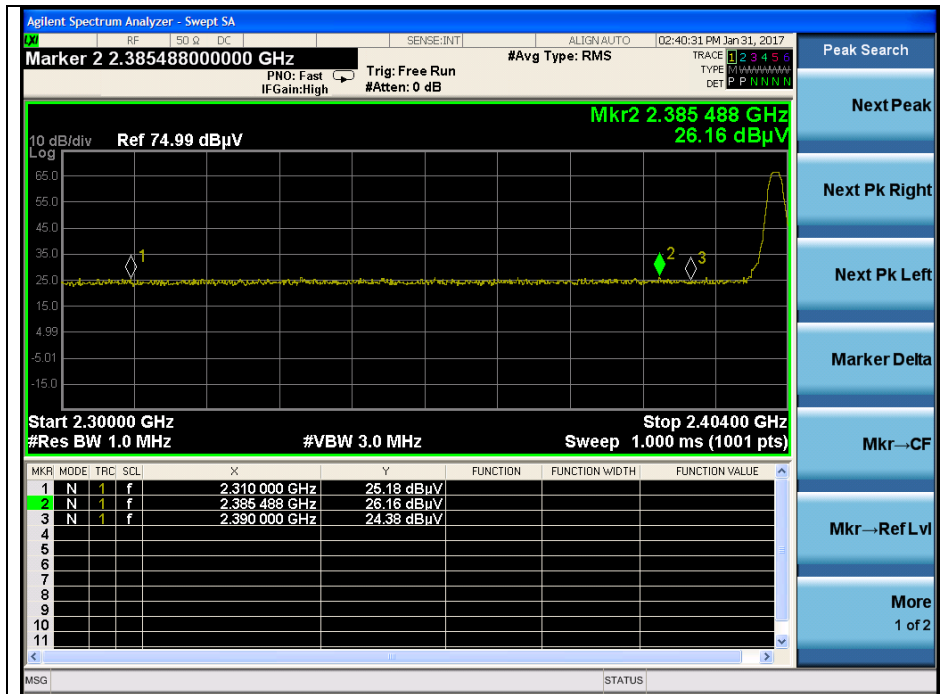 Agilent Spectrum Analyzer - Swept SA
LXI RF 50 Ω DC SENSE:INT ALIGN AUTO 02:40:31 PM Jan 31, 2017
Marker 2 2.385488000000 GHz
PNO: Fast
IFGain:High
Trig: Free Run
#Atten: 0 dB
#Avg Type: RMS
TRACE 1 2 3 4 5 6
TYPE M
DET P P N N N N
Peak Search
Mkr2 2.385 488 GHz
26.16 dBµV
10 dB/div Ref 74.99 dBµV
Log
65.0
55.0
45.0
35.0
25.0
15.0
4.99
-5.01
-15.0
1
2
3
Start 2.30000 GHz Stop 2.40400 GHz
#Res BW 1.0 MHz #VBW 3.0 MHz Sweep 1.000 ms (1001 pts)
MKR MODE TRC SCL X Y FUNCTION FUNCTION WIDTH FUNCTION VALUE
1 N 1 f 2.310 000 GHz 25.18 dBµV
2 N 1 f 2.385 488 GHz 26.16 dBµV
3 N 1 f 2.390 000 GHz 24.38 dBµV
4
5
6
7
8
9
10
11
Next Peak
Next Pk Right
Next Pk Left
Marker Delta
Mkr→CF
Mkr→Ref Lvl
More
1 of 2
MSG STATUS